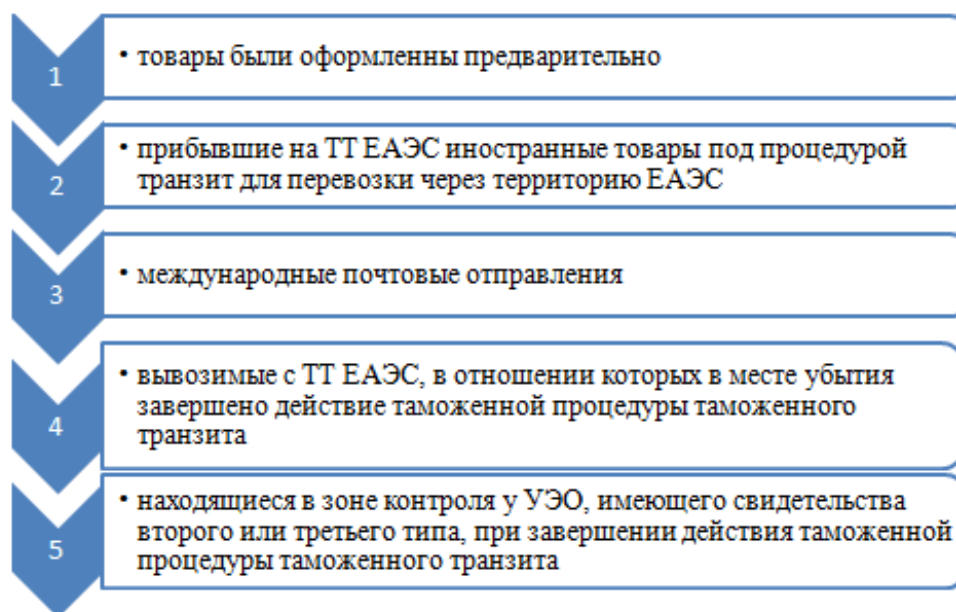 1
• товары были оформленны предварительно
2
• прибывшие на ТТ ЕАЭС иностранные товары под процедурой
транзит для перевозки через территорию ЕАЭС
3
• международные почтовые отправления
4
• вывозимые с ТТ ЕАЭС, в отношении которых в месте убытия
завершено действие таможенной процедуры таможенного
транзита
5
• находящиеся в зоне контроля у УЭО, имеющего свидетельства
второго или третьего типа, при завершении действия таможенной
процедуры таможенного транзита